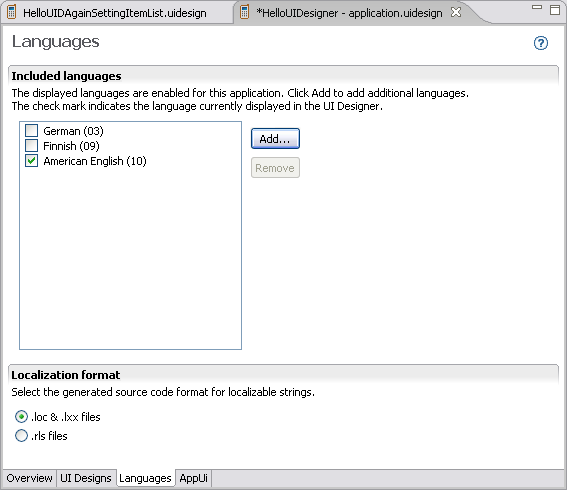 HelloUIDAgainSettingItemList.uidesign
*HelloUIDesigner - application.uidesign
Languages
?
Included languages
The displayed languages are enabled for this application. Click Add to add additional languages.
The check mark indicates the language currently displayed in the UI Designer.
German (03)
Finnish (09)
American English (10)
Add...
Remove
Localization format
Select the generated source code format for localizable strings.
.loc & .lxx files
.rls files
Overview
UI Designs
Languages
AppUi